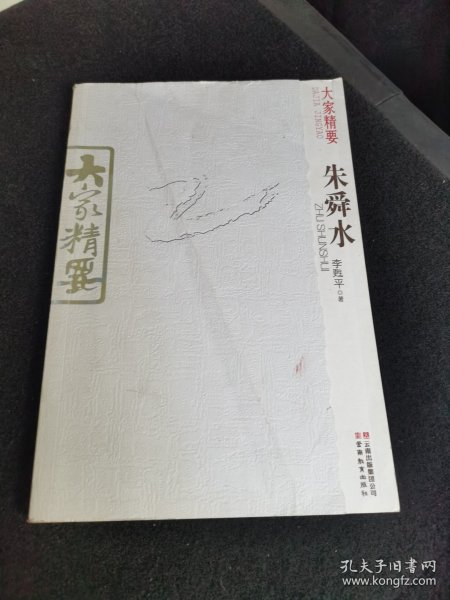 大家精要
DAJIA JINGYAO
朱舜水
ZHU SHUNSHUI
李甦平◎著
大家精要
云南出版集团公司
云南教育出版社
孔夫子旧书网
www.kongfz.com